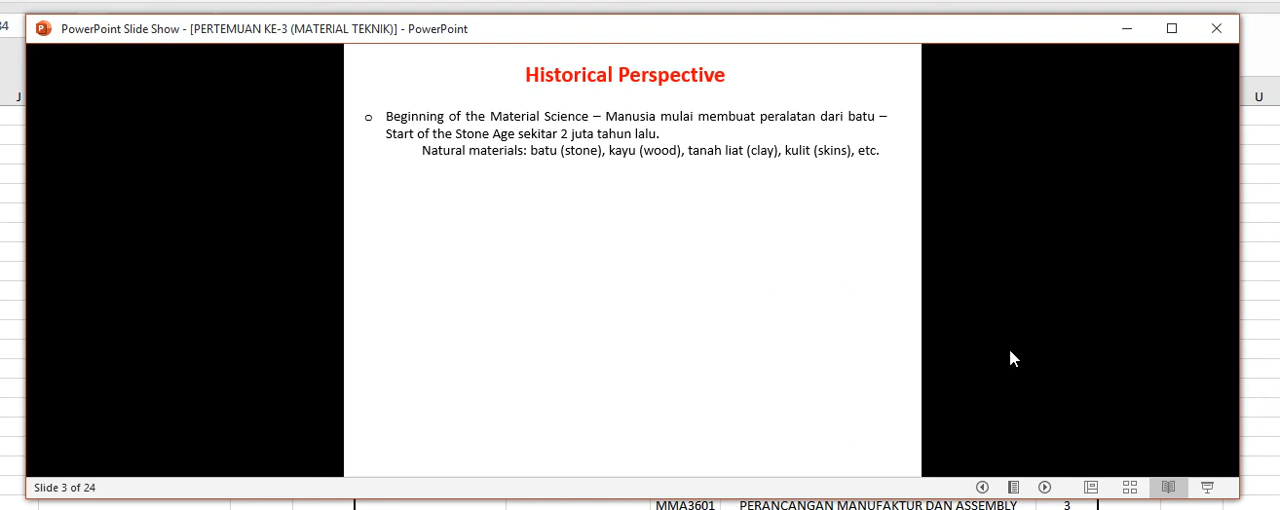 34
PowerPoint Slide Show - [PERTEMUAN KE-3 (MATERIAL TEKNIK)] - PowerPoint
J
U
Historical Perspective
o Beginning of the Material Science – Manusia mulai membuat peralatan dari batu –
Start of the Stone Age sekitar 2 juta tahun lalu.
Natural materials: batu (stone), kayu (wood), tanah liat (clay), kulit (skins), etc.
Slide 3 of 24
MMA3601 PERANCANGAN MANUFAKTUR DAN ASSEMBLY 3